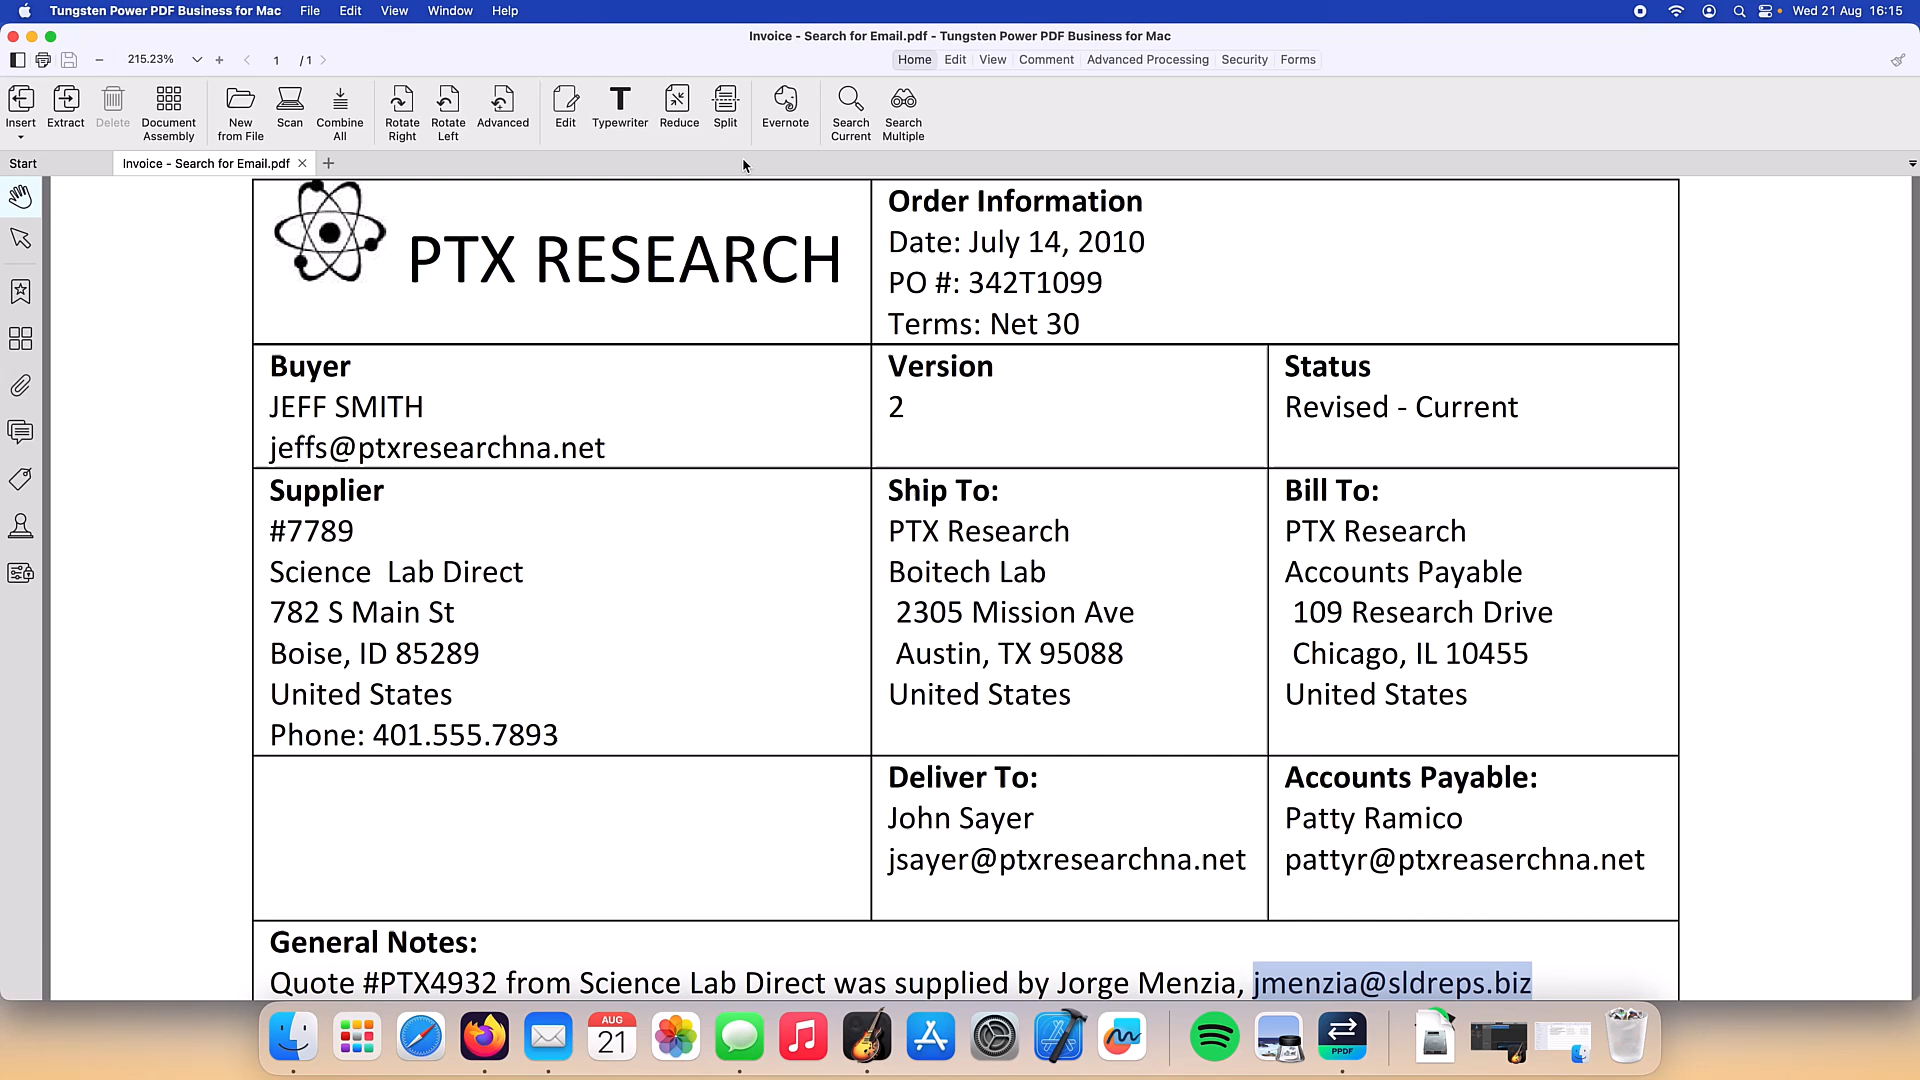 Tungsten Power PDF Business for Mac File Edit View Window Help Wed 21 Aug 16:15
Invoice - Search for Email.pdf - Tungsten Power PDF Business for Mac
215.23% 1 / 1 Home Edit View Comment Advanced Processing Security Forms
Insert Extract Delete Document Assembly New from File Scan Combine All Rotate Right Rotate Left Advanced Edit Typewriter Reduce Split Evernote Search Current Search Multiple
Start Invoice - Search for Email.pdf
PTX RESEARCH
Order Information
Date: July 14, 2010
PO #: 342T1099
Terms: Net 30
Buyer
JEFF SMITH
jeffs@ptxresearchna.net
Version
2
Status
Revised - Current
Supplier
#7789
Science Lab Direct
782 S Main St
Boise, ID 85289
United States
Phone: 401.555.7893
Ship To:
PTX Research
Boitech Lab
2305 Mission Ave
Austin, TX 95088
United States
Bill To:
PTX Research
Accounts Payable
109 Research Drive
Chicago, IL 10455
United States
Deliver To:
John Sayer
jsayer@ptxresearchna.net
Accounts Payable:
Patty Ramico
pattyr@ptxreaserchna.net
General Notes:
Quote #PTX4932 from Science Lab Direct was supplied by Jorge Menzia, jmenzia@sldreps.biz
AUG
21
PPDF